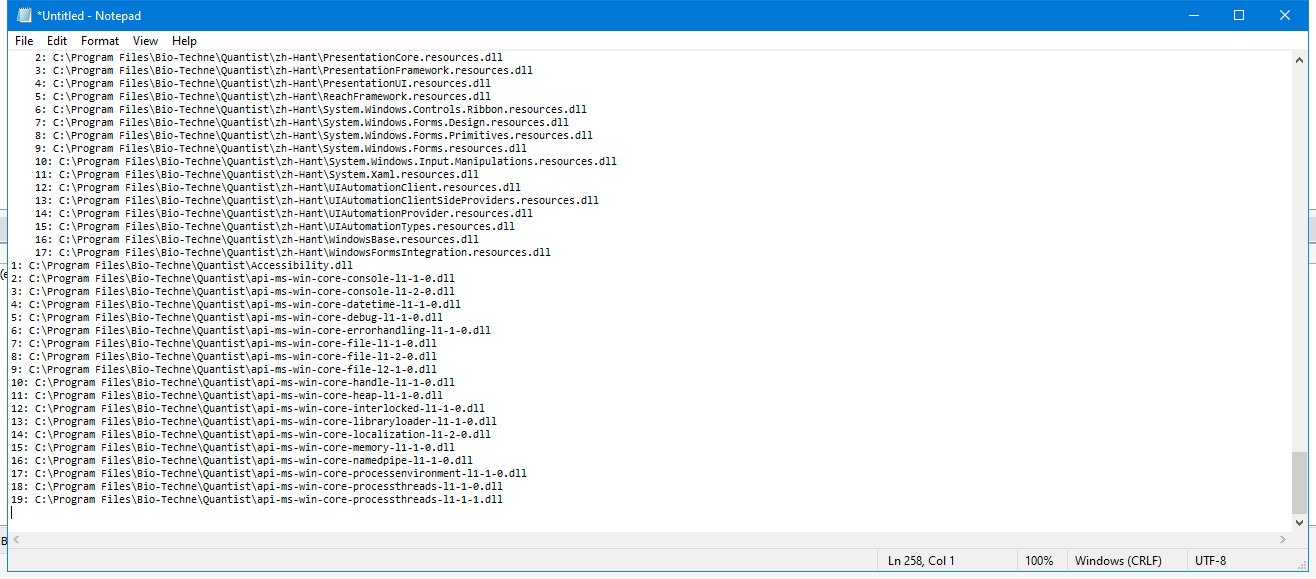 *Untitled - Notepad
File Edit Format View Help
2: C:\Program Files\Bio-Techne\Quantist\zh-Hant\PresentationCore.resources.dll
3: C:\Program Files\Bio-Techne\Quantist\zh-Hant\PresentationFramework.resources.dll
4: C:\Program Files\Bio-Techne\Quantist\zh-Hant\PresentationUI.resources.dll
5: C:\Program Files\Bio-Techne\Quantist\zh-Hant\ReachFramework.resources.dll
6: C:\Program Files\Bio-Techne\Quantist\zh-Hant\System.Windows.Controls.Ribbon.resources.dll
7: C:\Program Files\Bio-Techne\Quantist\zh-Hant\System.Windows.Forms.Design.resources.dll
8: C:\Program Files\Bio-Techne\Quantist\zh-Hant\System.Windows.Forms.Primitives.resources.dll
9: C:\Program Files\Bio-Techne\Quantist\zh-Hant\System.Windows.Forms.resources.dll
10: C:\Program Files\Bio-Techne\Quantist\zh-Hant\System.Windows.Input.Manipulations.resources.dll
11: C:\Program Files\Bio-Techne\Quantist\zh-Hant\System.Xaml.resources.dll
12: C:\Program Files\Bio-Techne\Quantist\zh-Hant\UIAutomationClient.resources.dll
13: C:\Program Files\Bio-Techne\Quantist\zh-Hant\UIAutomationClientSideProviders.resources.dll
14: C:\Program Files\Bio-Techne\Quantist\zh-Hant\UIAutomationProvider.resources.dll
15: C:\Program Files\Bio-Techne\Quantist\zh-Hant\UIAutomationTypes.resources.dll
16: C:\Program Files\Bio-Techne\Quantist\zh-Hant\WindowsBase.resources.dll
17: C:\Program Files\Bio-Techne\Quantist\zh-Hant\WindowsFormsIntegration.resources.dll
1: C:\Program Files\Bio-Techne\Quantist\Accessibility.dll
2: C:\Program Files\Bio-Techne\Quantist\api-ms-win-core-console-l1-1-0.dll
3: C:\Program Files\Bio-Techne\Quantist\api-ms-win-core-console-l1-2-0.dll
4: C:\Program Files\Bio-Techne\Quantist\api-ms-win-core-datetime-l1-1-0.dll
5: C:\Program Files\Bio-Techne\Quantist\api-ms-win-core-debug-l1-1-0.dll
6: C:\Program Files\Bio-Techne\Quantist\api-ms-win-core-errorhandling-l1-1-0.dll
7: C:\Program Files\Bio-Techne\Quantist\api-ms-win-core-file-l1-1-0.dll
8: C:\Program Files\Bio-Techne\Quantist\api-ms-win-core-file-l1-2-0.dll
9: C:\Program Files\Bio-Techne\Quantist\api-ms-win-core-file-l2-1-0.dll
10: C:\Program Files\Bio-Techne\Quantist\api-ms-win-core-handle-l1-1-0.dll
11: C:\Program Files\Bio-Techne\Quantist\api-ms-win-core-heap-l1-1-0.dll
12: C:\Program Files\Bio-Techne\Quantist\api-ms-win-core-interlocked-l1-1-0.dll
13: C:\Program Files\Bio-Techne\Quantist\api-ms-win-core-libraryloader-l1-1-0.dll
14: C:\Program Files\Bio-Techne\Quantist\api-ms-win-core-localization-l1-2-0.dll
15: C:\Program Files\Bio-Techne\Quantist\api-ms-win-core-memory-l1-1-0.dll
16: C:\Program Files\Bio-Techne\Quantist\api-ms-win-core-namedpipe-l1-1-0.dll
17: C:\Program Files\Bio-Techne\Quantist\api-ms-win-core-processenvironment-l1-1-0.dll
18: C:\Program Files\Bio-Techne\Quantist\api-ms-win-core-processthreads-l1-1-0.dll
19: C:\Program Files\Bio-Techne\Quantist\api-ms-win-core-processthreads-l1-1-1.dll
Ln 258, Col 1 100% Windows (CRLF) UTF-8